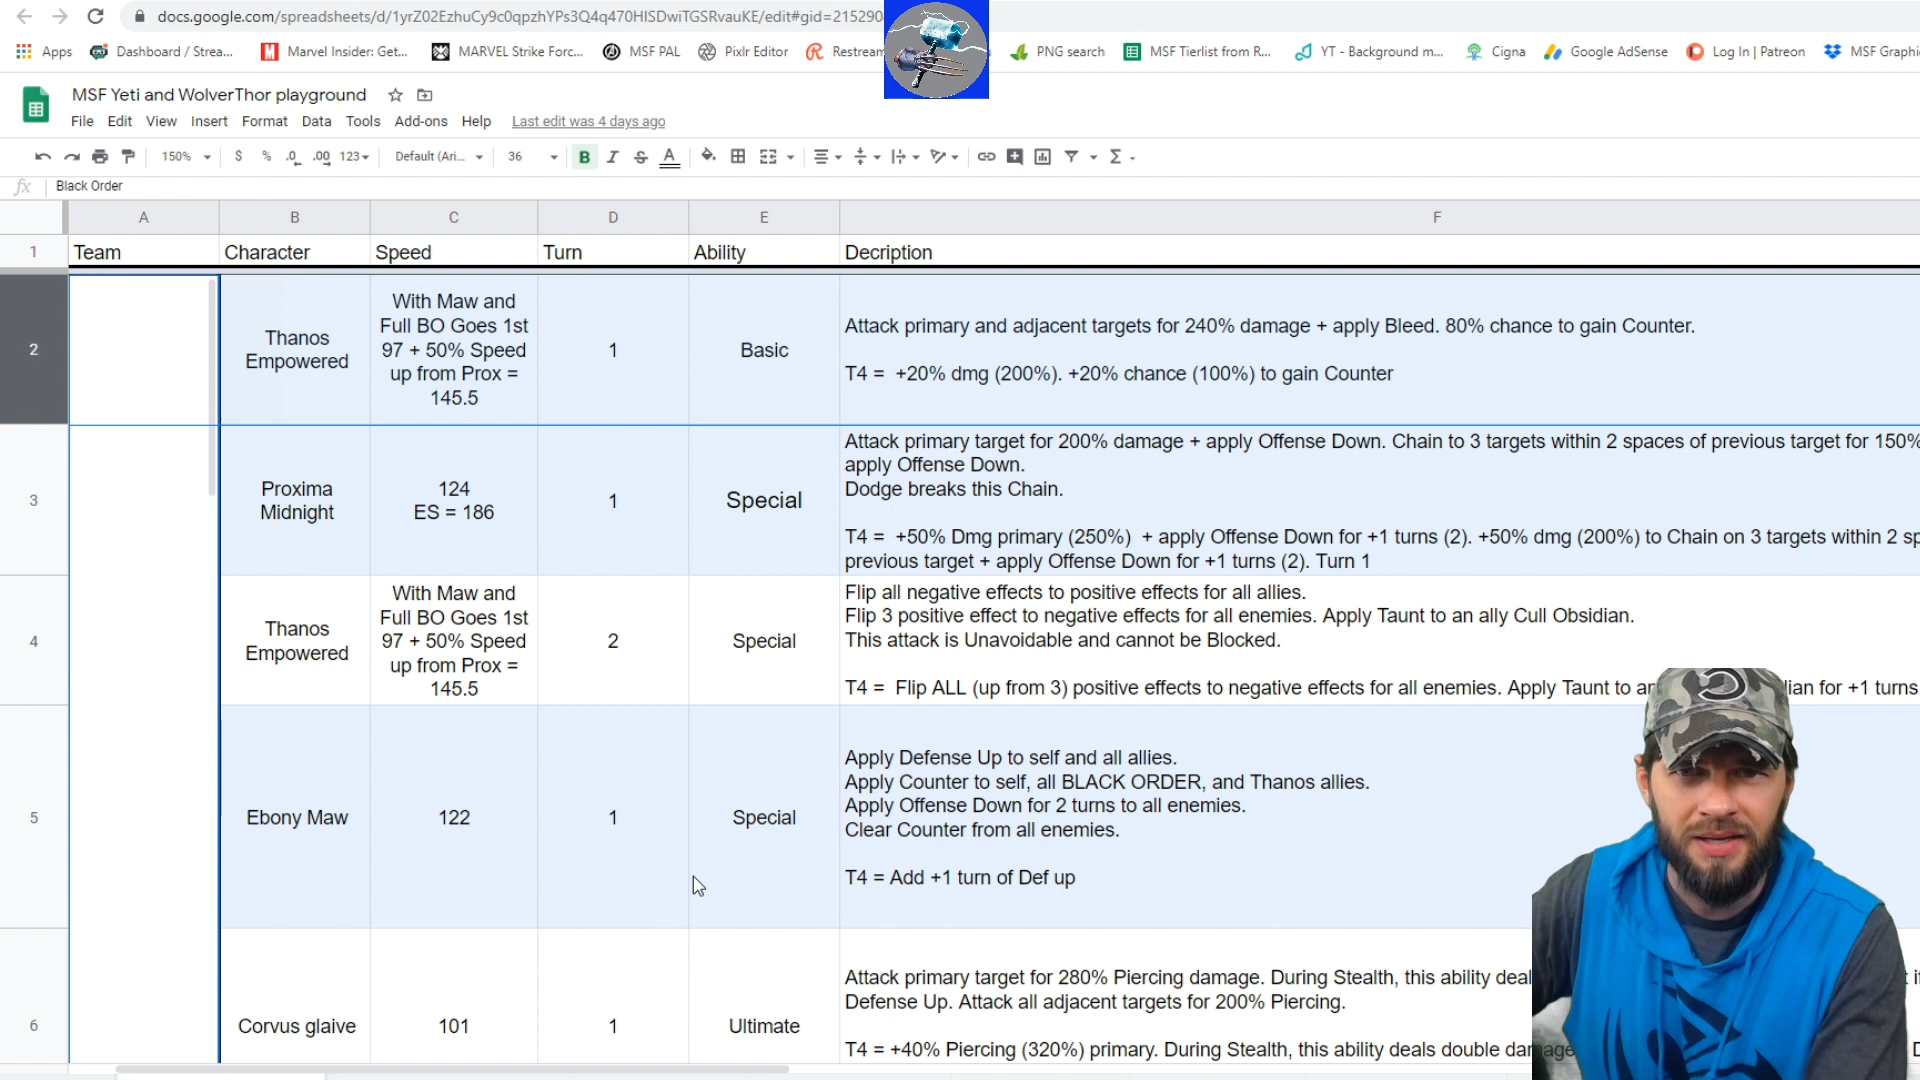 docs.google.com/spreadsheets/d/1yrZ02EzhuCy9c0qpzhYPs3Q4q470HISDwiTGSRvauKE/edit#gid=215290
Apps Dashboard / Strea... Marvel Insider: Get... MARVEL Strike Forc... MSF PAL Pixlr Editor Restream PNG search MSF Tierlist from R... YT - Background m... Cigna Google AdSense Log In | Patreon MSF Graphi
MSF Yeti and WolverThor playground
File Edit View Insert Format Data Tools Add-ons Help Last edit was 4 days ago
150% $ % .0 .00 123 Default (Ari... 36 B I S A
fx Black Order
A B C D E F
1 Team Character Speed Turn Ability Decription
2
Thanos
Empowered
With Maw and
Full BO Goes 1st
97 + 50% Speed
up from Prox =
145.5
1
Basic
Attack primary and adjacent targets for 240% damage + apply Bleed. 80% chance to gain Counter.
T4 = +20% dmg (200%). +20% chance (100%) to gain Counter
3
Proxima
Midnight
124
ES = 186
1
Special
Attack primary target for 200% damage + apply Offense Down. Chain to 3 targets within 2 spaces of previous target for 150%
apply Offense Down.
Dodge breaks this Chain.
T4 = +50% Dmg primary (250%) + apply Offense Down for +1 turns (2). +50% dmg (200%) to Chain on 3 targets within 2 sp
previous target + apply Offense Down for +1 turns (2). Turn 1
4
Thanos
Empowered
With Maw and
Full BO Goes 1st
97 + 50% Speed
up from Prox =
145.5
2
Special
Flip all negative effects to positive effects for all allies.
Flip 3 positive effect to negative effects for all enemies. Apply Taunt to an ally Cull Obsidian.
This attack is Unavoidable and cannot be Blocked.
T4 = Flip ALL (up from 3) positive effects to negative effects for all enemies. Apply Taunt to ar ian for +1 turns
5
Ebony Maw
122
1
Special
Apply Defense Up to self and all allies.
Apply Counter to self, all BLACK ORDER, and Thanos allies.
Apply Offense Down for 2 turns to all enemies.
Clear Counter from all enemies.
T4 = Add +1 turn of Def up
6
Corvus glaive
101
1
Ultimate
Attack primary target for 280% Piercing damage. During Stealth, this ability deal
Defense Up. Attack all adjacent targets for 200% Piercing.
T4 = +40% Piercing (320%) primary. During Stealth, this ability deals double damage